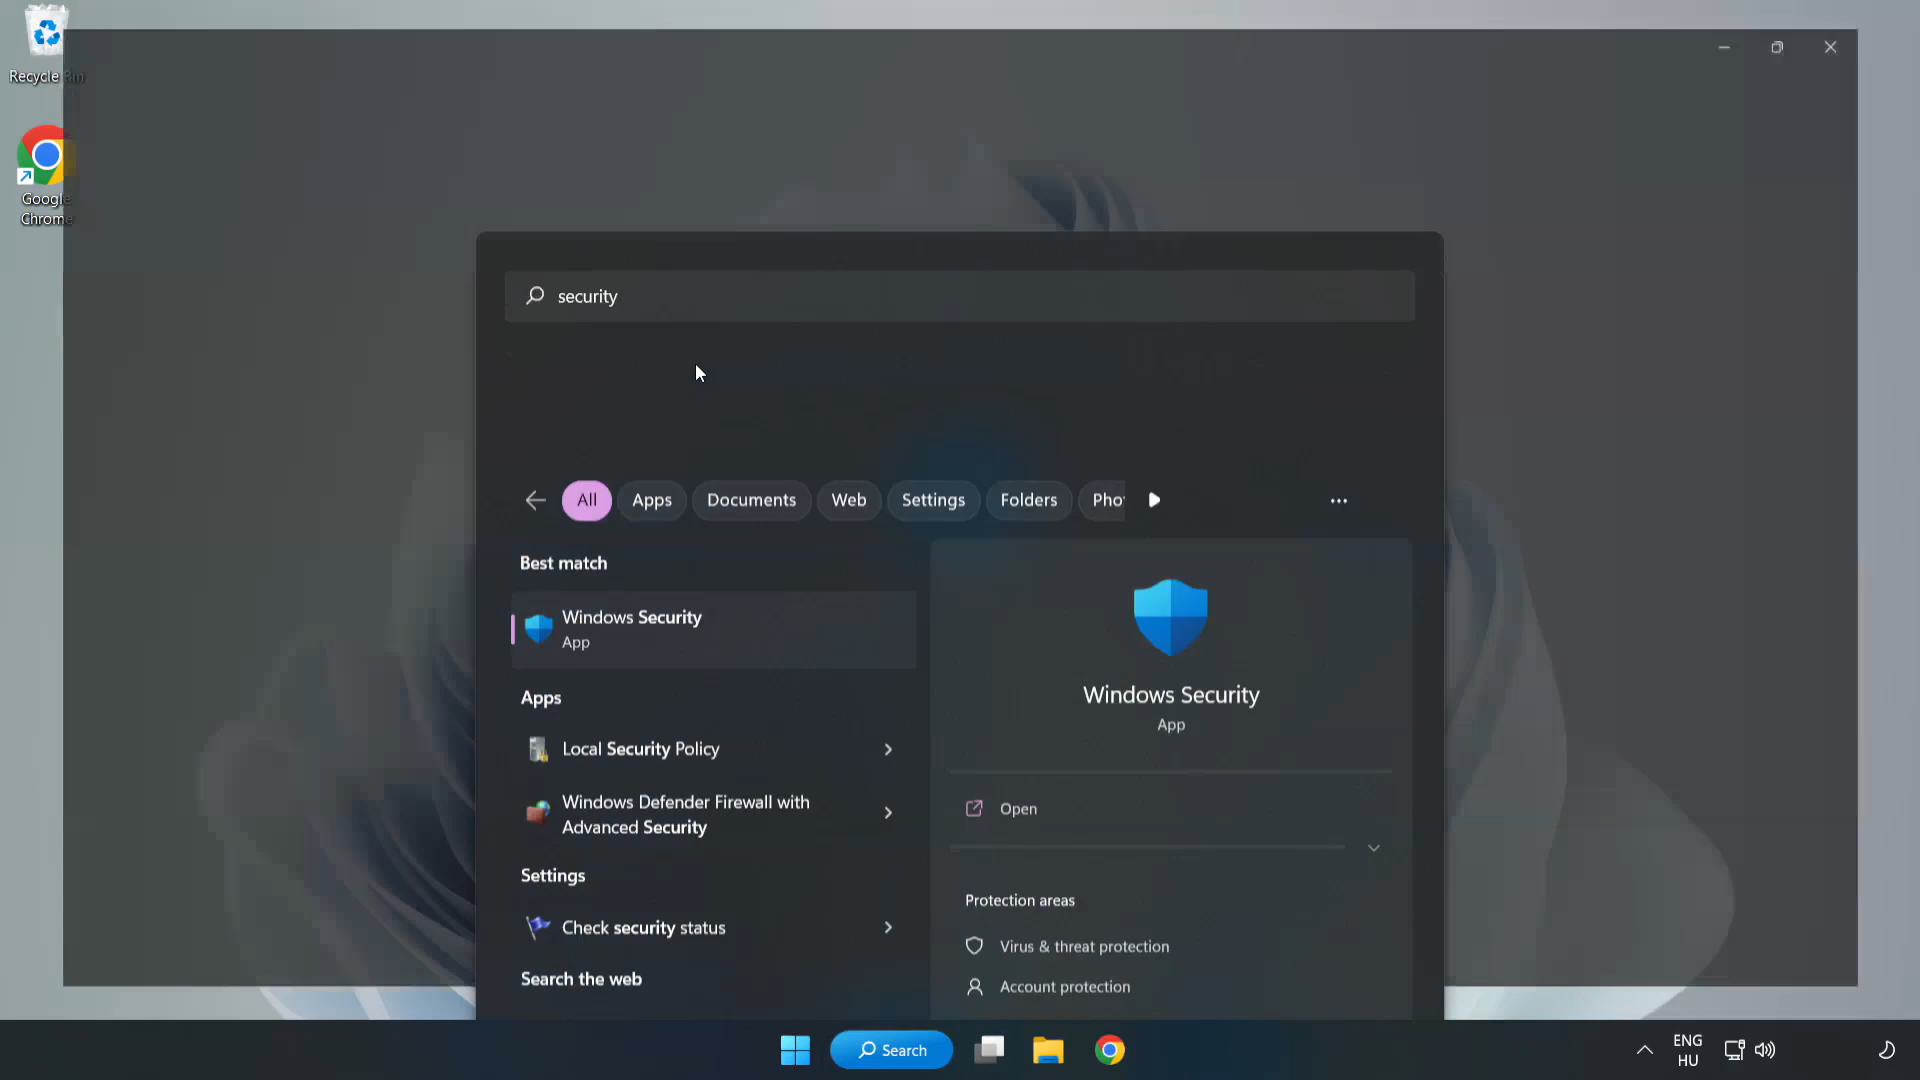 Recycle Bin
Google
Chrome
security
All
Apps
Documents
Web
Settings
Folders
Pho
Best match
Windows Security
App
Apps
Local Security Policy
Windows Defender Firewall with
Advanced Security
Settings
Check security status
Search the web
Windows Security
App
Open
Protection areas
Virus & threat protection
Account protection
Search
ENG
HU